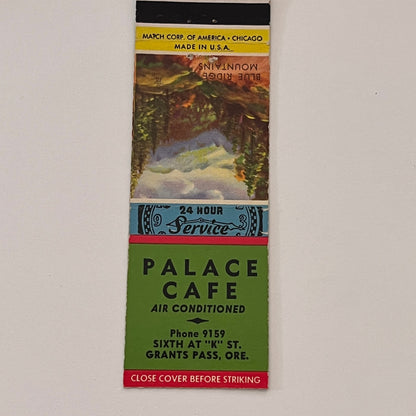 MATCH CORP. OF AMERICA • CHICAGO
MADE IN U.S.A.
BLUE RIDGE
MOUNTAINS
24 HOUR
Service
PALACE
CAFE
AIR CONDITIONED
Phone 9159
SIXTH AT "K" ST.
GRANTS PASS, ORE.
CLOSE COVER BEFORE STRIKING